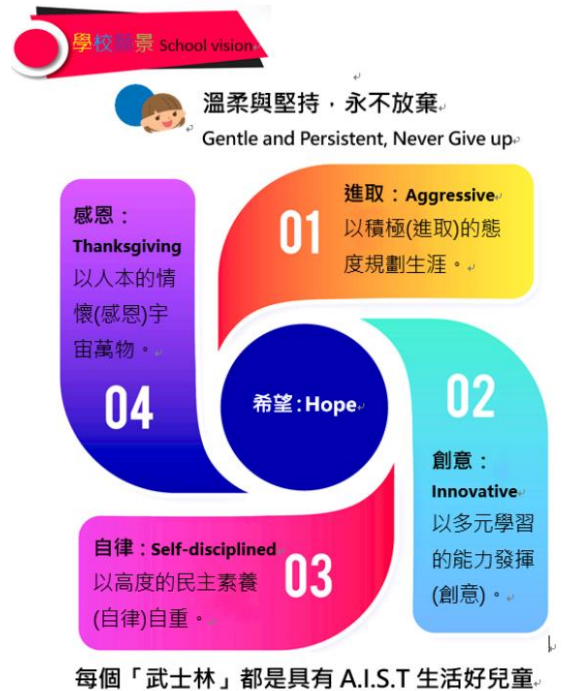 學校願景 School vision
溫柔與堅持，永不放棄
Gentle and Persistent, Never Give up
01
進取：Aggressive
以積極(進取)的態
度規劃生涯。
02
創意：
Innovative
以多元學習
的能力發揮
(創意)。
自律：Self-disciplined
以高度的民主素養
(自律)自重。
03
感恩：
Thanksgiving
以人本的情
懷(感恩)宇
宙萬物。
04
希望:Hope
每個「武士林」都是具有 A.I.S.T 生活好兒童